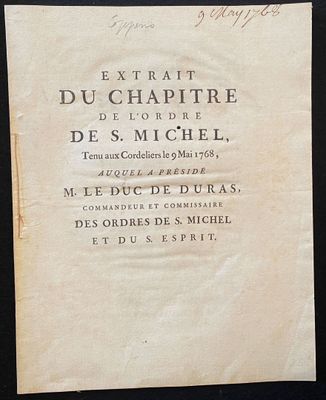 9 May 1768
EXTRAIT
DU CHAPITRE
DE L'ORDRE
DE S. MICHEL,
Tenu aux Cordeliers le 9 Mai 1768,
AUQUEL A PRÉSIDÉ
M. LE DUC DE DURAS,
COMMANDEUR ET COMMISSAIRE
DES ORDRES DE S. MICHEL
ET DU S. ESPRIT.